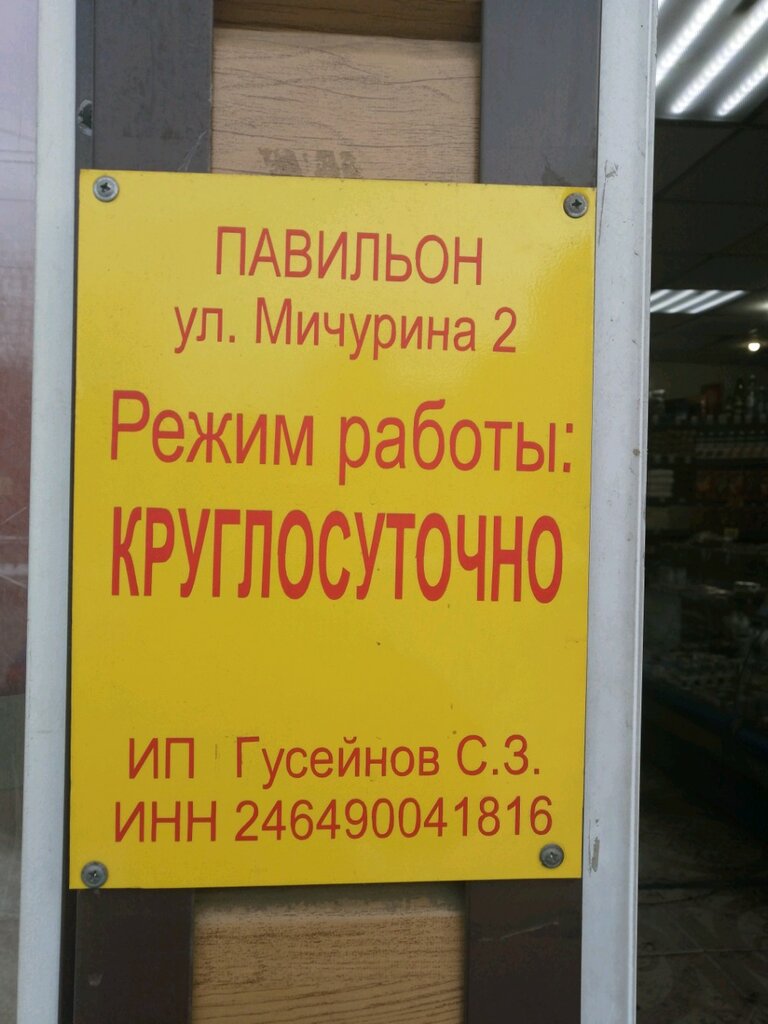 ПАВИЛЬОН
ул. Мичурина 2
Режим работы:
КРУГЛОСУТОЧНО
ИП Гусейнов С.З.
ИНН 246490041816